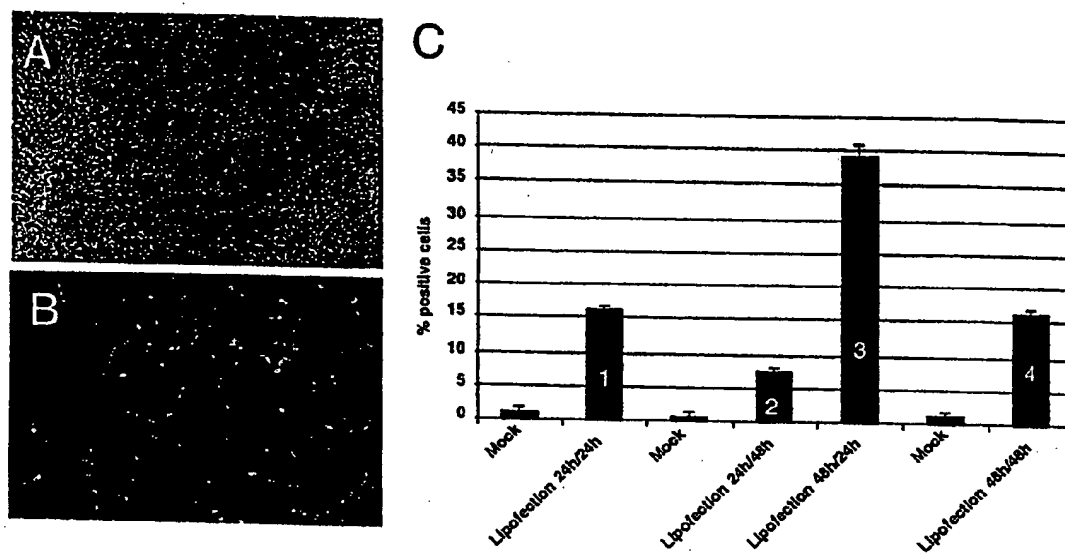 A
B
C
45
40
35
30
25
20
15
10
5
0
% positive cells
1
2
3
4
Mock
Lipofection 24h/24h
Mock
Lipofection 24h/48h
Lipofection 48h/24h
Mock
Lipofection 48h/48h